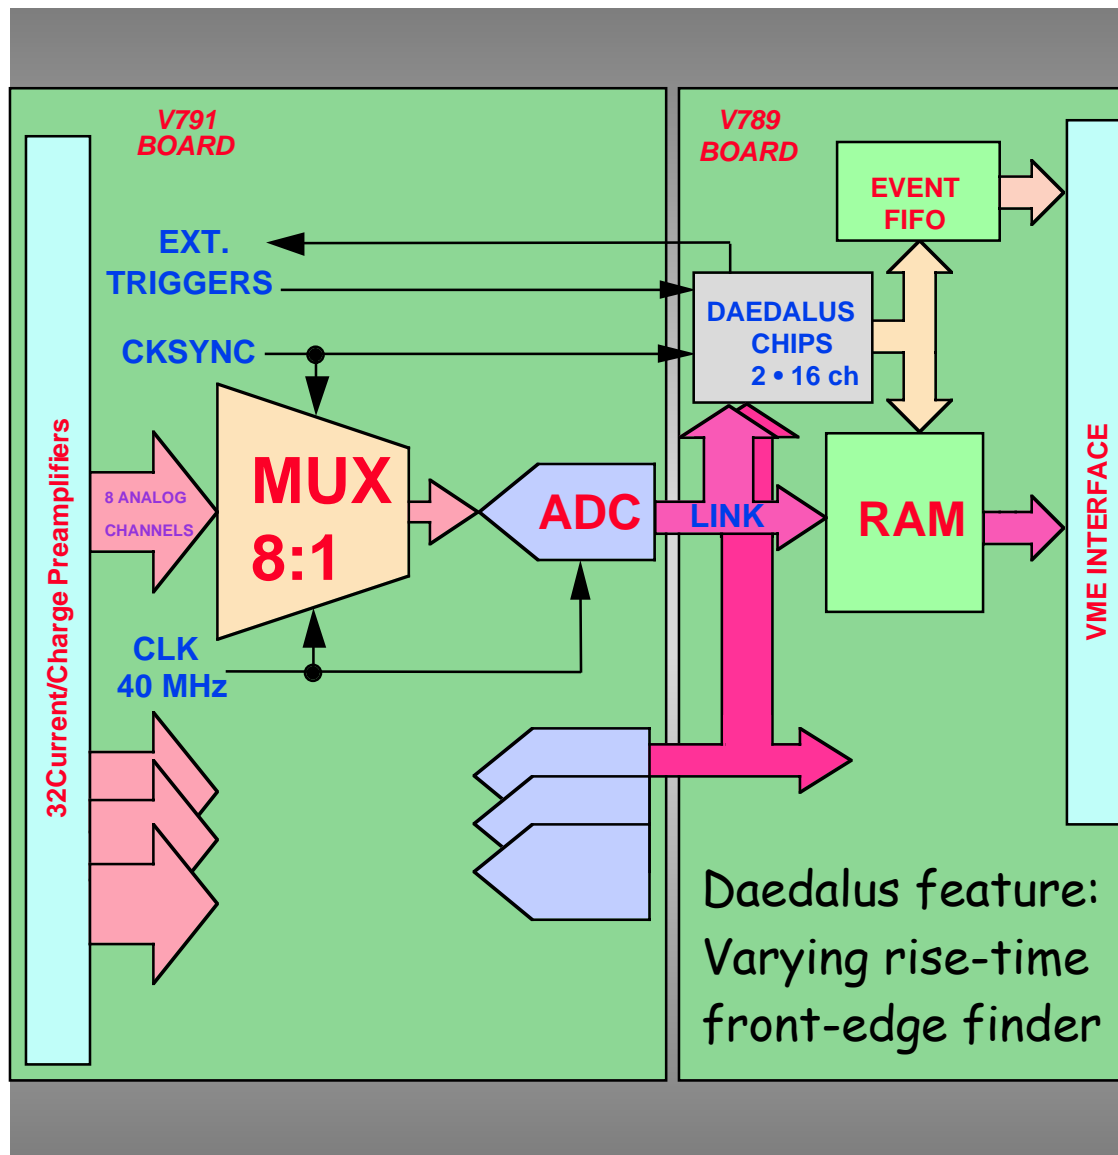 V791
BOARD
V789
BOARD
EVENT
FIFO
EXT.
TRIGGERS
DAEDALUS
CHIPS
2 • 16 ch
CKSYNC
32Current/Charge Preamplifiers
8 ANALOG
CHANNELS
MUX
8:1
ADC
LINK
RAM
VME INTERFACE
CLK
40 MHz
Daedalus feature:
Varying rise-time
front-edge finder